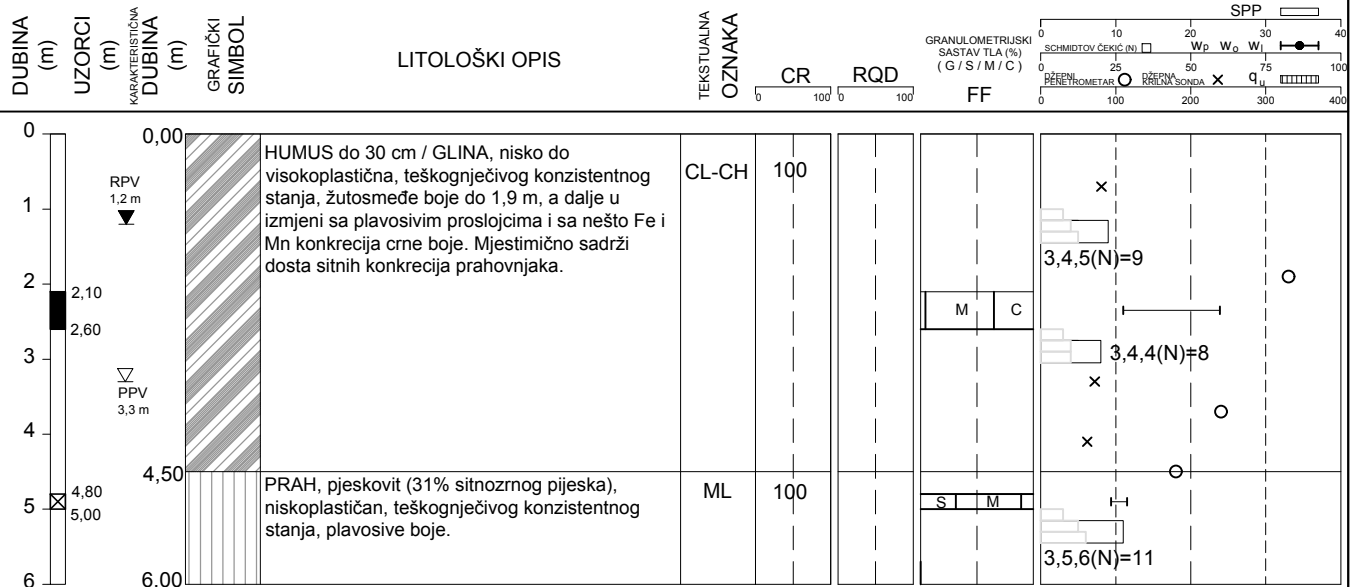 DUBINA
(m)
UZORCI
(m)
KARAKTERISTIČNA
DUBINA
(m)
GRAFIČKI
SIMBOL
LITOLOŠKI OPIS
TEKSTUALNA
OZNAKA
CR
0 100
RQD
0 100
GRANULOMETRIJSKI
SASTAV TLA (%)
( G / S / M / C )
FF
SPP
0 10 20 30 40
SCHMIDTOV ČEKIĆ (N) wP wo wl
0 25 50 75 100
DŽEPNI
PENETROMETAR
DŽEPNA
KRILNA SONDA
qu
0 100 200 300 400
0
1
2
3
4
5
6
2,10
2,60
4,80
5,00
RPV
1,2 m
PPV
3,3 m
0,00
4,50
6,00
HUMUS do 30 cm / GLINA, nisko do
visokoplastična, teškognječivog konzistentnog
stanja, žutosmeđe boje do 1,9 m, a dalje u
izmjeni sa plavosivim proslojcima i sa nešto Fe i
Mn konkrecija crne boje. Mjestimično sadrži
dosta sitnih konkrecija prahovnjaka.
CL-CH
100
M C
3,4,5(N)=9
3,4,4(N)=8
PRAH, pjeskovit (31% sitnozrnog pijeska),
niskoplastičan, teškognječivog konzistentnog
stanja, plavosive boje.
ML
100
S M
3,5,6(N)=11